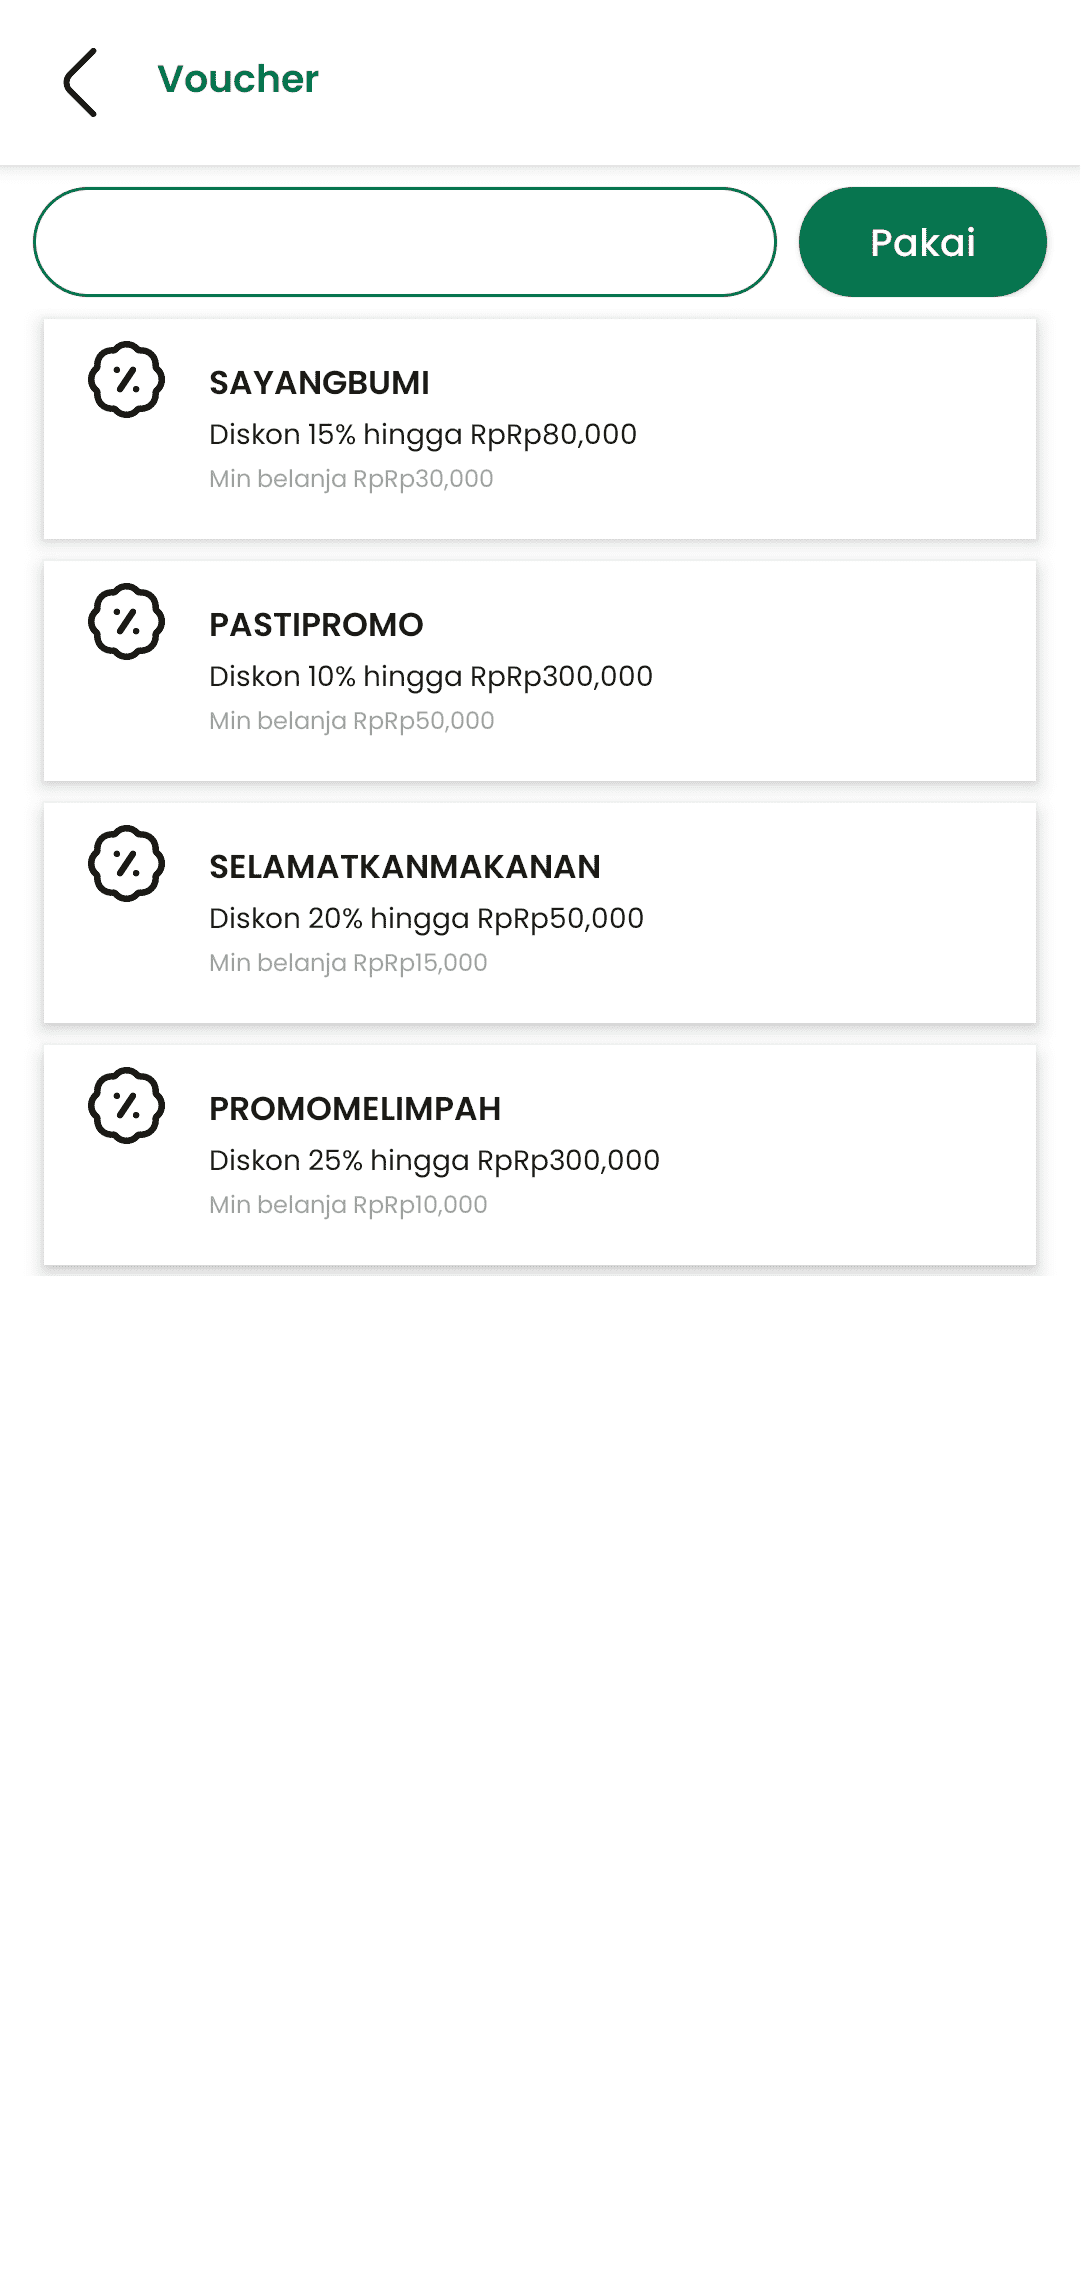 Voucher
Pakai
SAYANGBUMI
Diskon 15% hingga RpRp80,000
Min belanja RpRp30,000
PASTIPROMO
Diskon 10% hingga RpRp300,000
Min belanja RpRp50,000
SELAMATKANMAKANAN
Diskon 20% hingga RpRp50,000
Min belanja RpRp15,000
PROMOMELIMPAH
Diskon 25% hingga RpRp300,000
Min belanja RpRp10,000